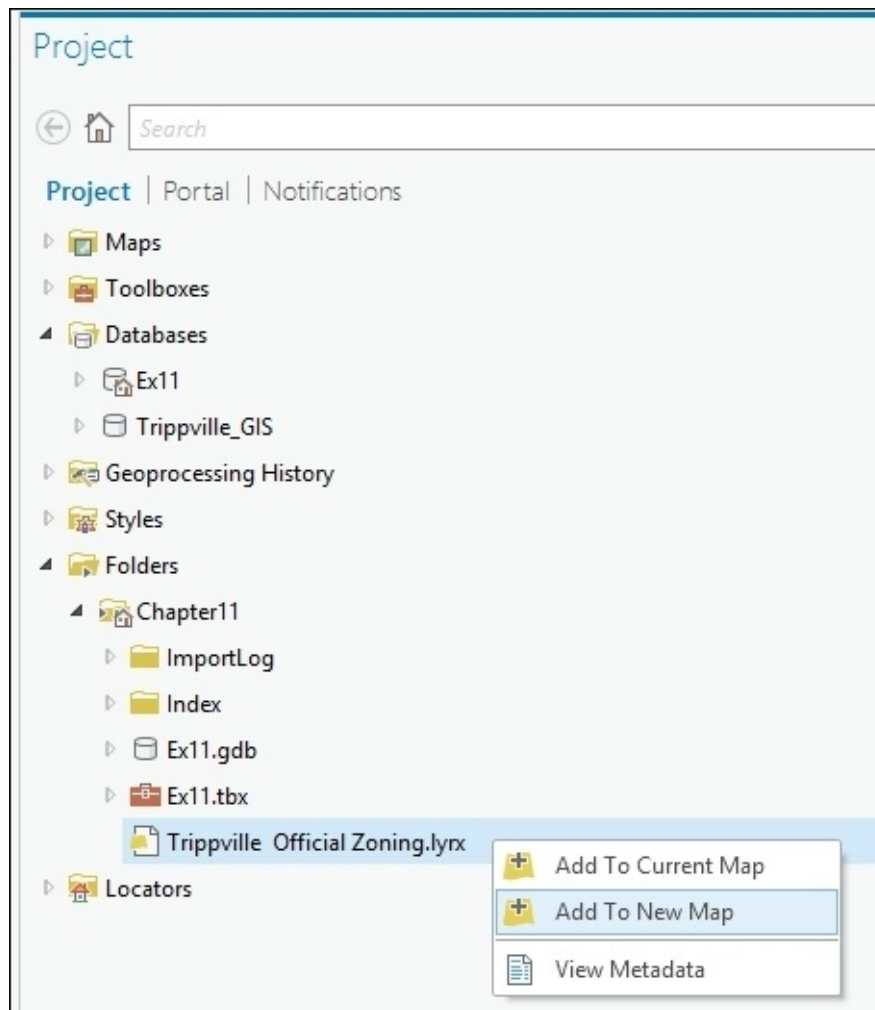 Project
Search
Project | Portal | Notifications
Maps
Toolboxes
Databases
Ex11
Trippville_GIS
Geoprocessing History
Styles
Folders
Chapter11
ImportLog
Index
Ex11.gdb
Ex11.tbx
Trippville Official Zoning.lyrx
Add To Current Map
Add To New Map
View Metadata
Locators